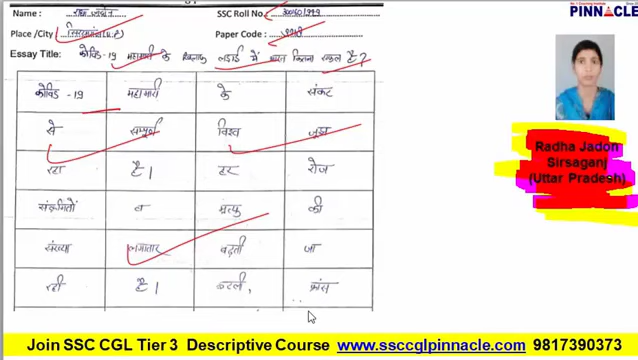 PINNACLE
Name : राधा जादोन SSC Roll No.
Place /City : सिरसागंज (उ.प्र.) Paper Code :
Essay Title: कोविड-19 महामारी के खिलाफ लडाई में भारत कितना सफल है?
कोविड-19 महामारी के संकट
से सम्पूर्ण विश्व जूझ
रहा है। हर रोज
संक्रमितों व मृत्यु की
संख्या लगातार बढ़ती जा
रही है। इटली, फ्रांस
Radha Jadon
Sirsaganj
(Uttar Pradesh)
Join SSC CGL Tier 3 Descriptive Course www.ssccglpinnacle.com 9817390373